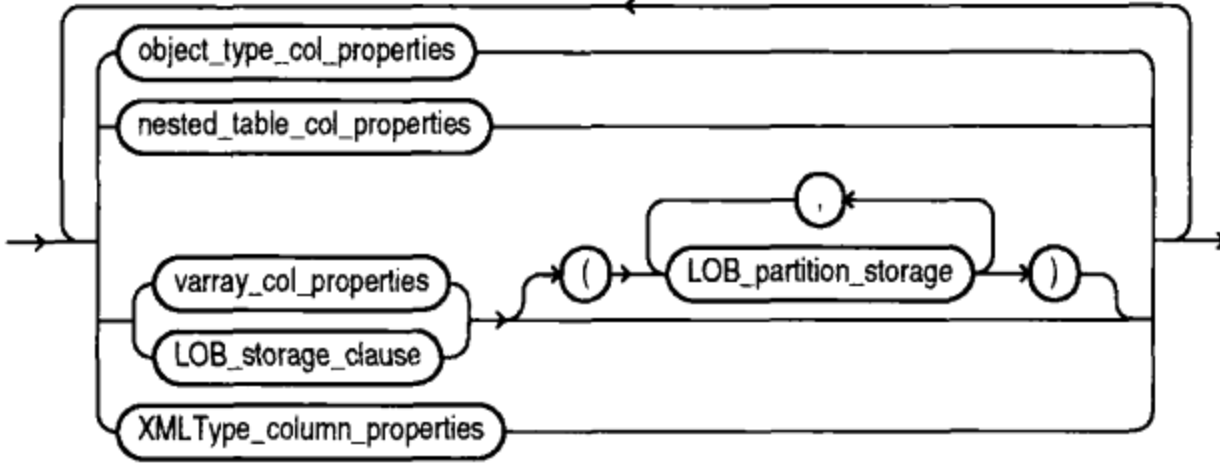 object_type_col_properties
nested_table_col_properties
,
varray_col_properties ( LOB_partition_storage )
LOB_storage_clause
XMLType_column_properties